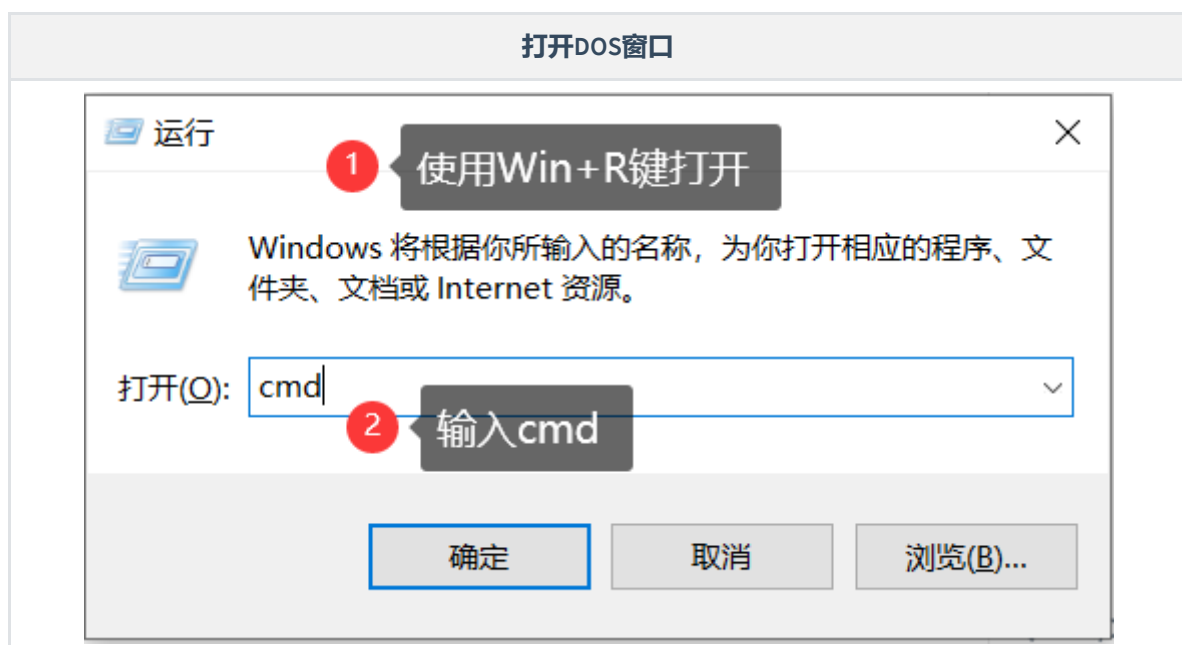 打开DOS窗口
运行
1
使用Win+R键打开
Windows 将根据你所输入的名称，为你打开相应的程序、文
件夹、文档或 Internet 资源。
打开(O): cmd
2
输入cmd
确定
取消
浏览(B)...